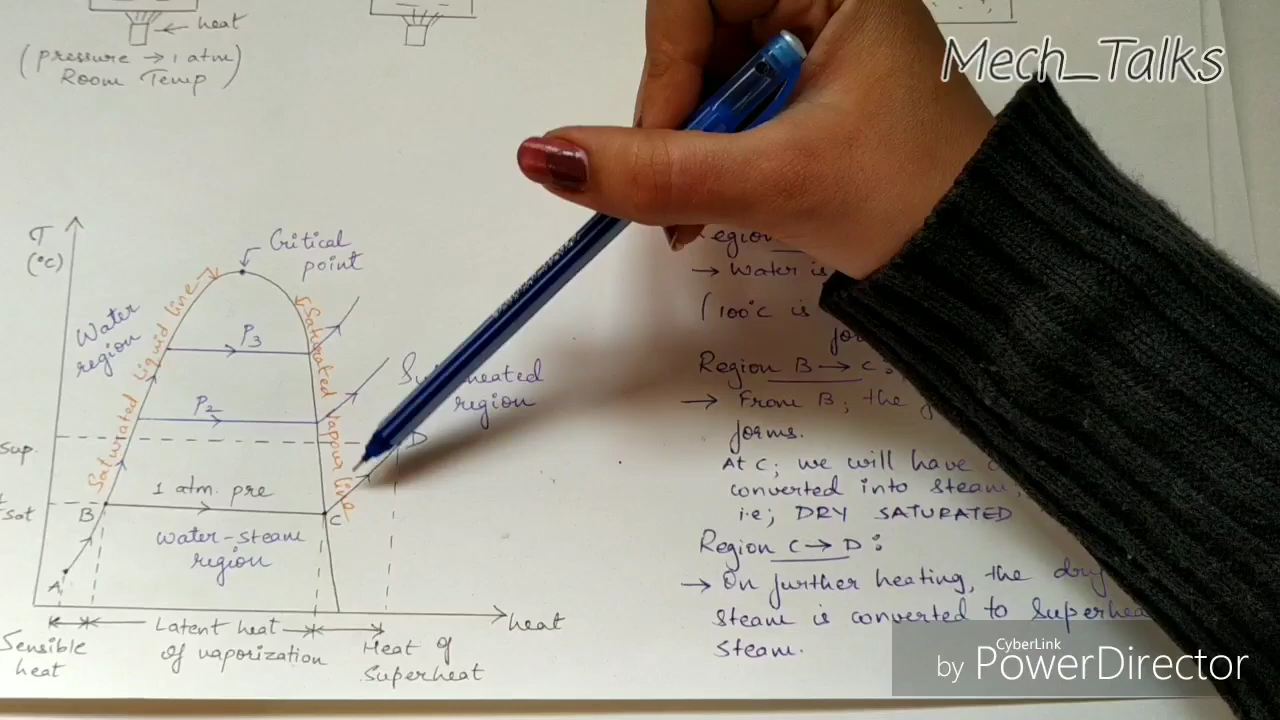 heat
(pressure → 1 atm
Room Temp)
Mech_Talks
T
(°C)
Critical
point
Water
region
Saturated liquid line
Saturated Vapour line
P3
P2
region
D
sup.
sat
1 atm. pre
B
C
A
water-steam
region
heat
Sensible
heat
Latent heat
of vaporization
Heat of
Superheat
→ Water is
(100°C is
Region B → C:
→ From B; the
forms.
At C; we will have
converted into steam,
i.e; DRY SATURATED
Region C → D:
→ On further heating, the dry
steam is converted to
steam.
CyberLink
by PowerDirector